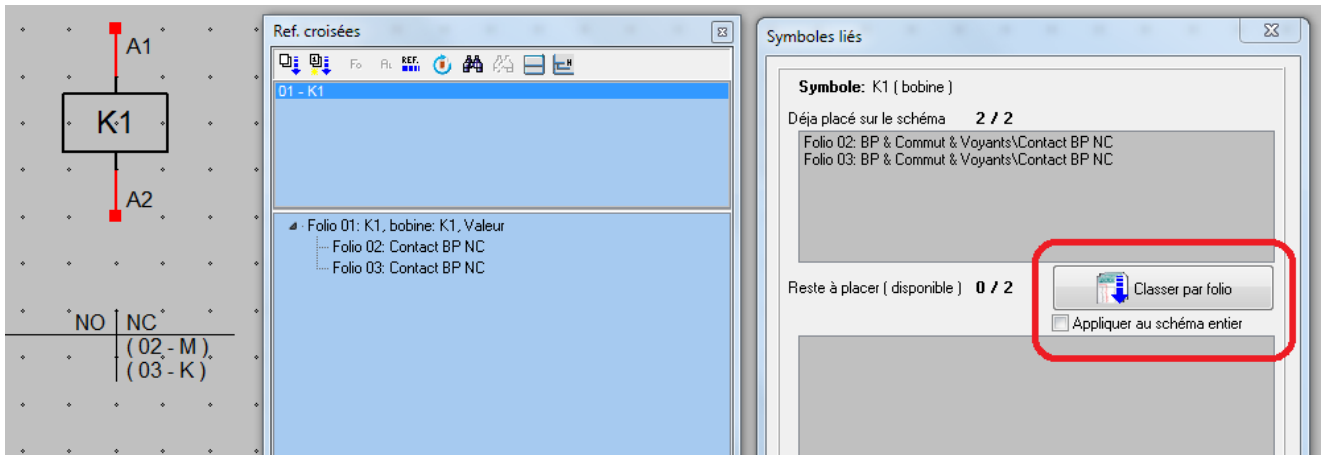 A1
K1
A2
NO NC
( 02 - M )
( 03 - K )
Ref. croisées
Fo REF.
01 - K1
Folio 01: K1, bobine: K1, Valeur
Folio 02: Contact BP NC
Folio 03: Contact BP NC
Symboles liés
Symbole: K1 ( bobine )
Déja placé sur le schéma 2 / 2
Folio 02: BP & Commut & Voyants\Contact BP NC
Folio 03: BP & Commut & Voyants\Contact BP NC
Reste à placer ( disponible ) 0 / 2
Classer par folio
Appliquer au schéma entier